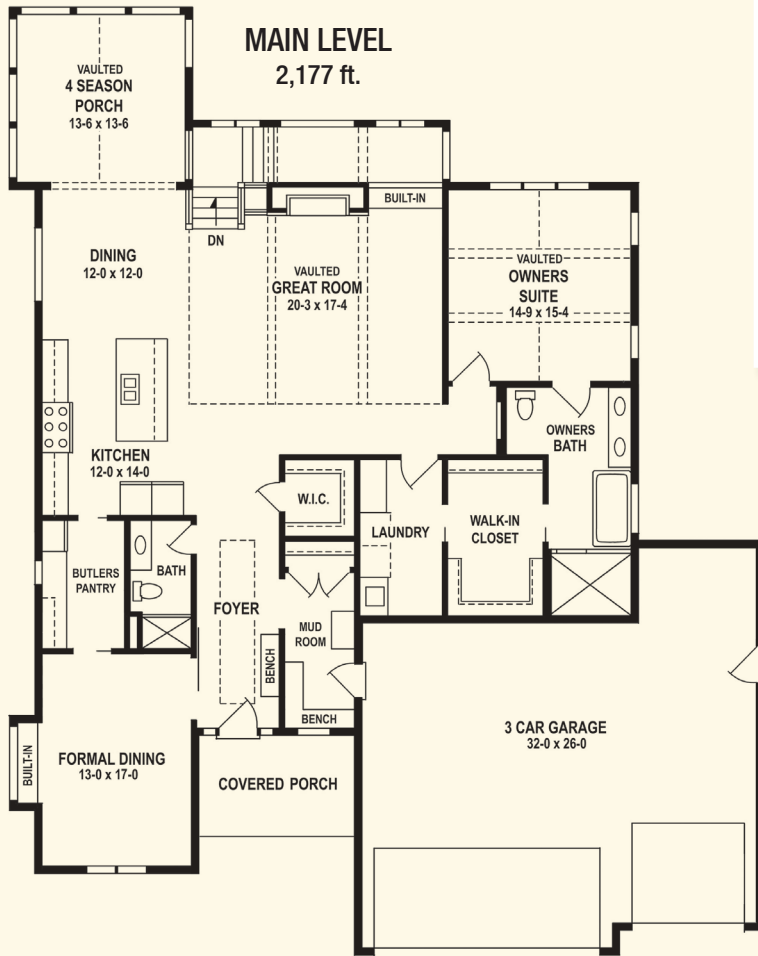 MAIN LEVEL
2,177 ft.
VAULTED
4 SEASON
PORCH
13-6 x 13-6
BUILT-IN
DN
DINING
12-0 x 12-0
VAULTED
GREAT ROOM
20-3 x 17-4
VAULTED
OWNERS
SUITE
14-9 x 15-4
OWNERS
BATH
KITCHEN
12-0 x 14-0
W.I.C.
LAUNDRY
WALK-IN
CLOSET
BUTLERS
PANTRY
BATH
FOYER
MUD
ROOM
BENCH
BENCH
3 CAR GARAGE
32-0 x 26-0
BUILT-IN
FORMAL DINING
13-0 x 17-0
COVERED PORCH